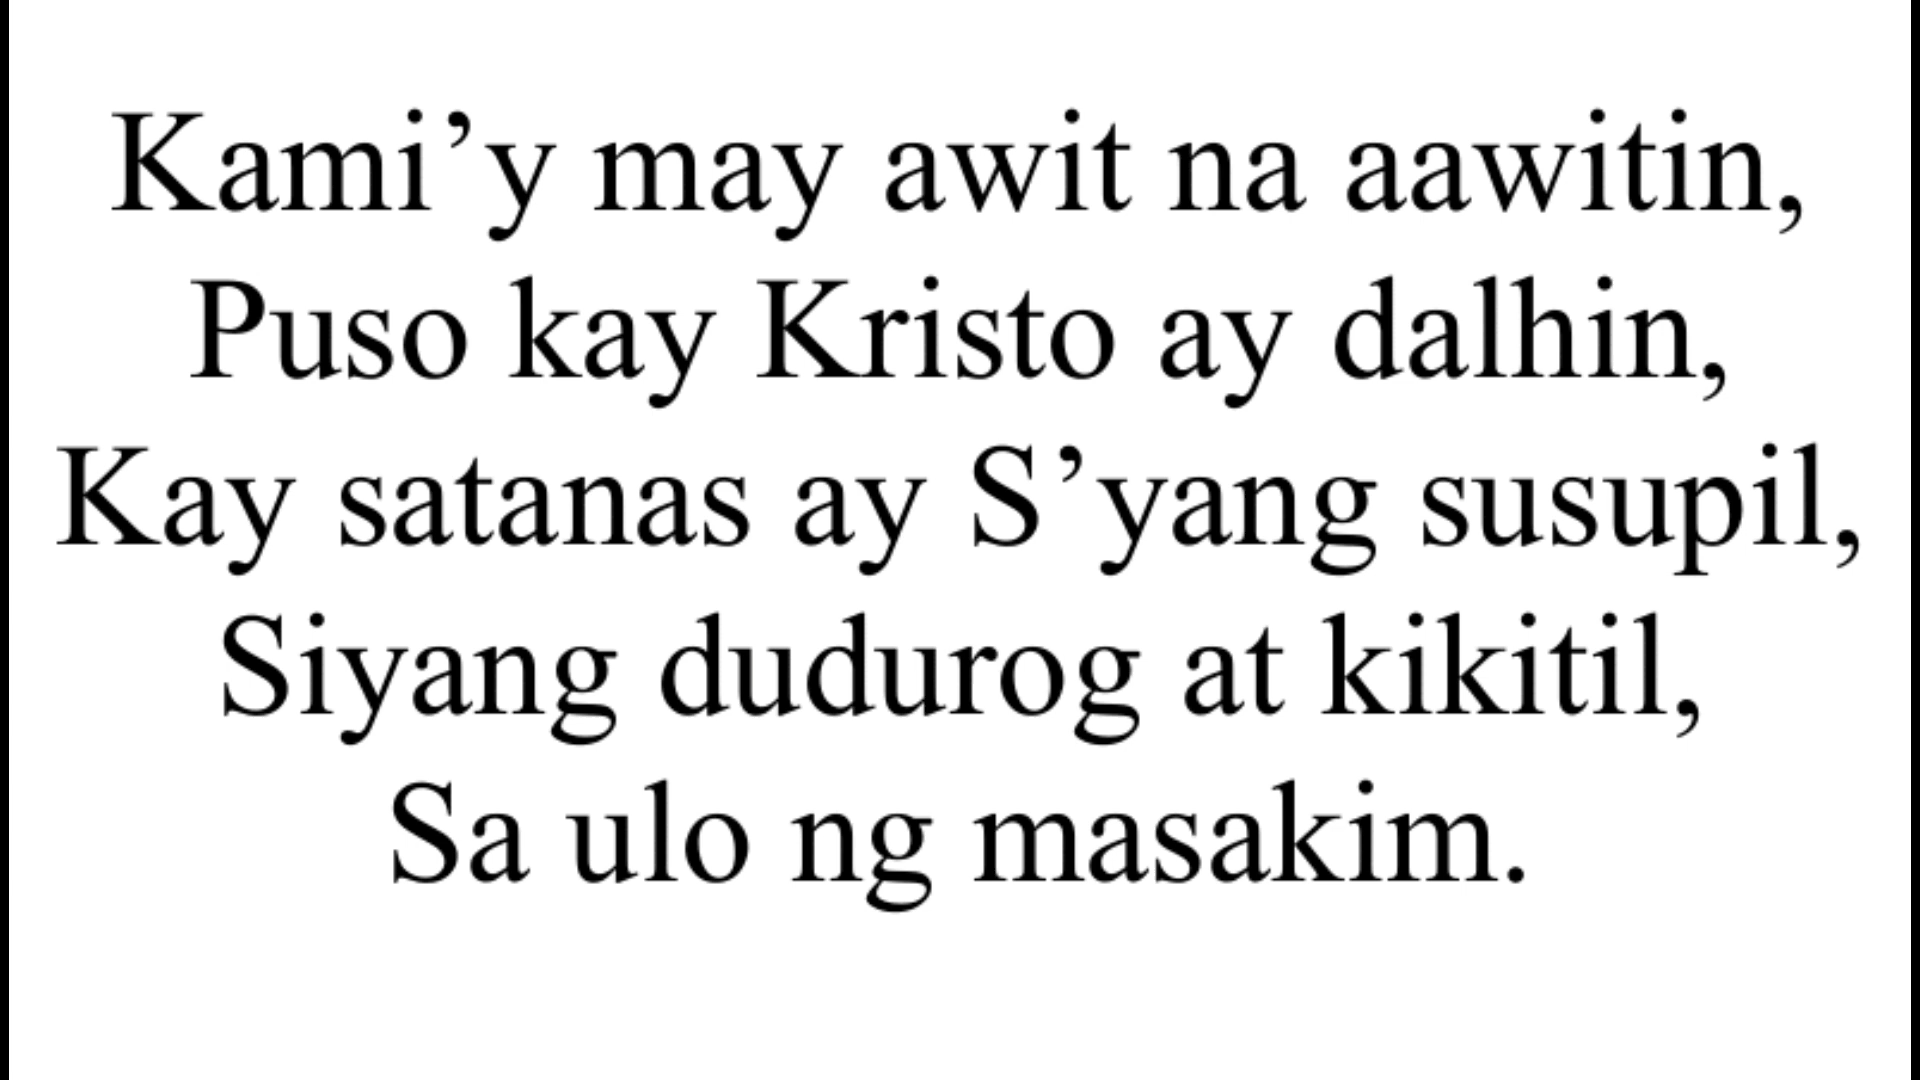 Kami’y may awit na aawitin,
Puso kay Kristo ay dalhin,
Kay satanas ay S’yang susupil,
Siyang dudurog at kikitil,
Sa ulo ng masakim.